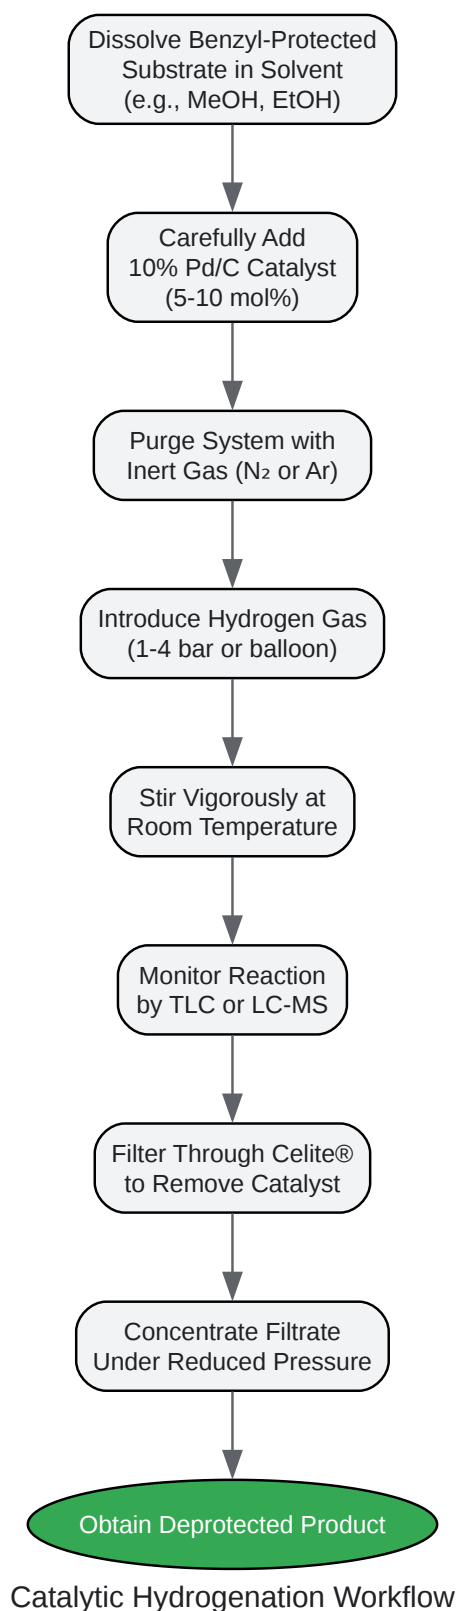 Dissolve Benzyl-Protected
Substrate in Solvent
(e.g., MeOH, EtOH)
Carefully Add
10% Pd/C Catalyst
(5-10 mol%)
Purge System with
Inert Gas (N₂ or Ar)
Introduce Hydrogen Gas
(1-4 bar or balloon)
Stir Vigorously at
Room Temperature
Monitor Reaction
by TLC or LC-MS
Filter Through Celite®
to Remove Catalyst
Concentrate Filtrate
Under Reduced Pressure
Obtain Deprotected Product
Catalytic Hydrogenation Workflow